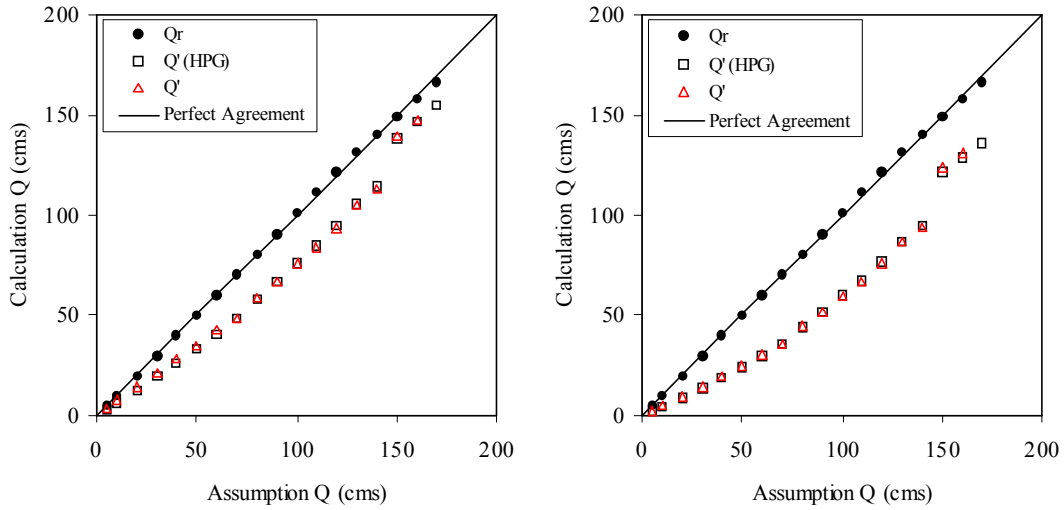 200
150
100
50
0
Calculation Q (cms)
Qr
Q' (HPG)
Q'
Perfect Agreement
0 50 100 150 200
Assumption Q (cms)
200
150
100
50
0
Calculation Q (cms)
Qr
Q' (HPG)
Q'
Perfect Agreement
0 50 100 150 200
Assumption Q (cms)